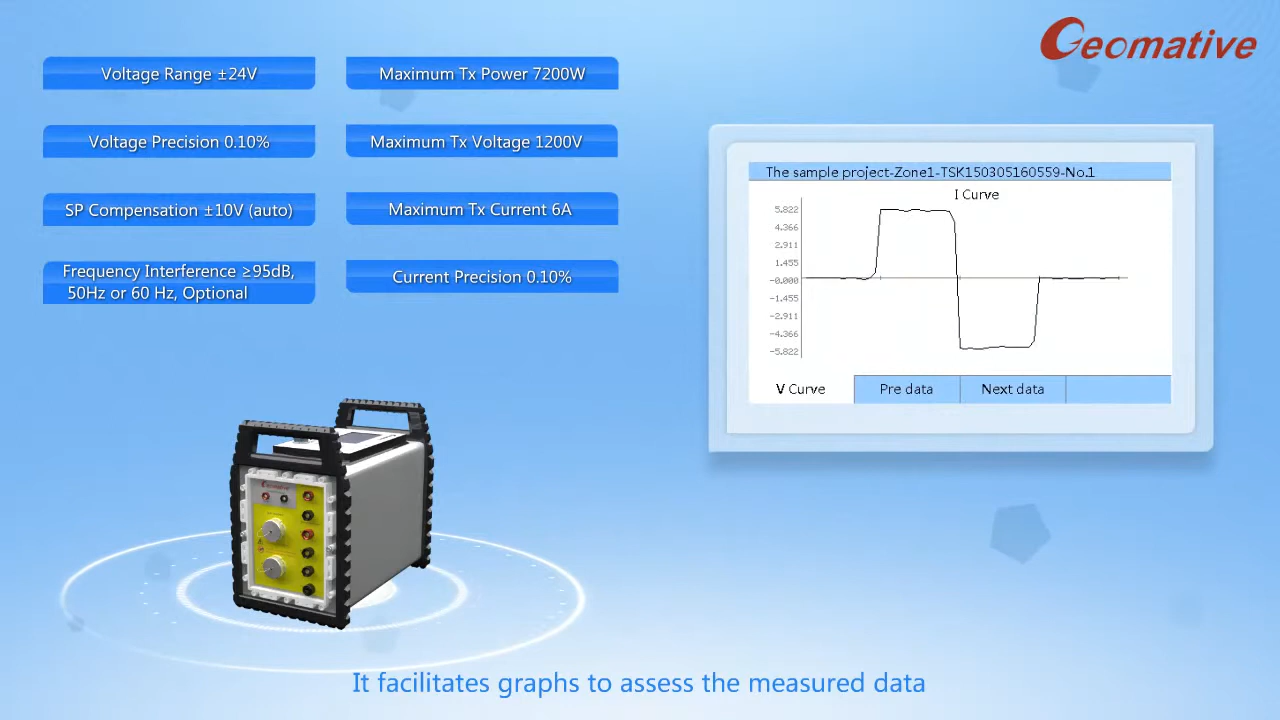 Geomative
Voltage Range ±24V
Maximum Tx Power 7200W
Voltage Precision 0.10%
Maximum Tx Voltage 1200V
SP Compensation ±10V (auto)
Maximum Tx Current 6A
Frequency Interference ≥95dB,
50Hz or 60 Hz, Optional
Current Precision 0.10%
The sample project-Zone1-TSK150305160559-No.1
I Curve
5.822
4.366
2.911
1.455
-0.000
-1.455
-2.911
-4.366
-5.822
V Curve
Pre data
Next data
Geomative
It facilitates graphs to assess the measured data